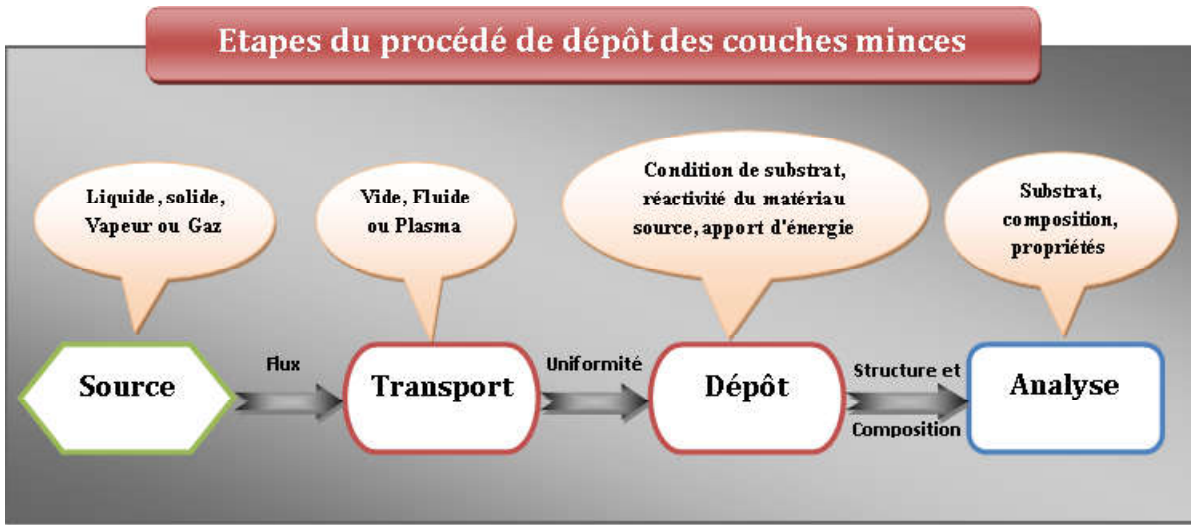 Etapes du procédé de dépôt des couches minces
Liquide, solide,
Vapeur ou Gaz
Vide, Fluide
ou Plasma
Condition de substrat,
réactivité du matériau
source, apport d'énergie
Substrat,
composition,
propriétés
Source
Flux
Transport
Uniformité
Dépôt
Structure et
Composition
Analyse